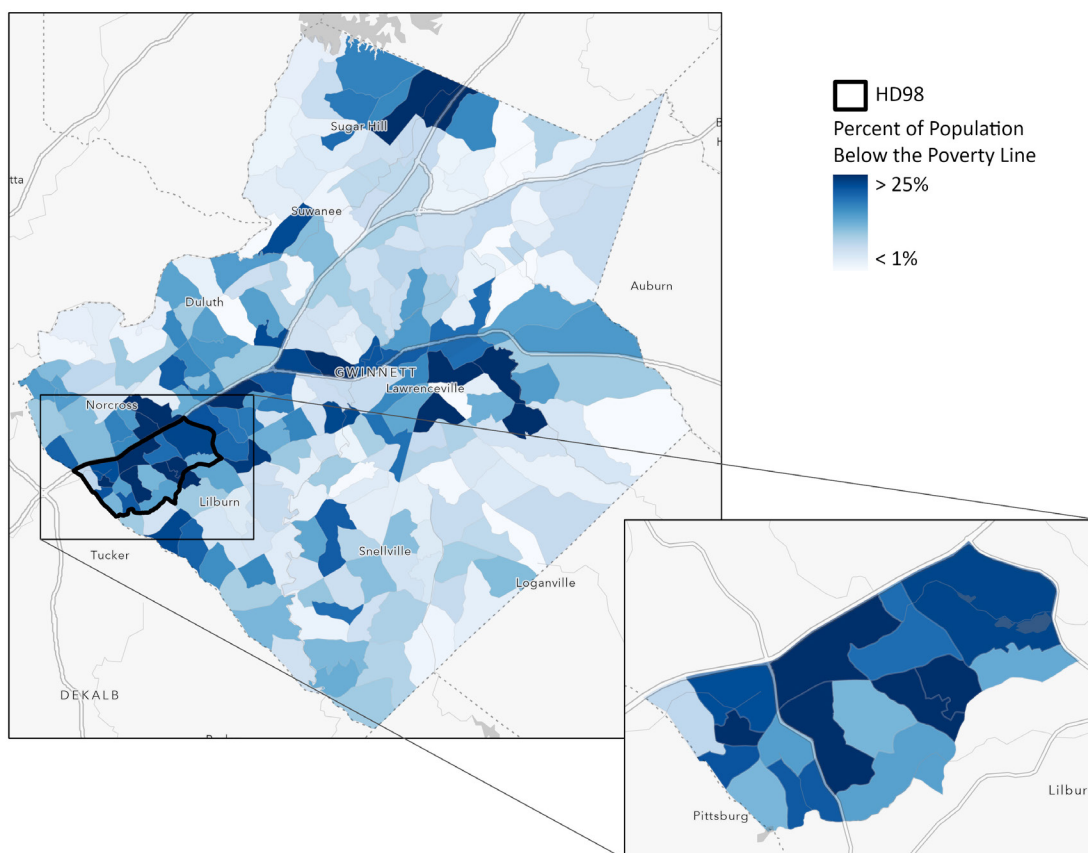 Sugar Hill
Suwanee
Auburn
Duluth
GWINNETT
Lawrenceville
Norcross
Lilburn
Tucker
Snellville
Loganville
DEKALB
HD98
Percent of Population
Below the Poverty Line
> 25%
< 1%
Pittsburg
Lilbur
tta
B
H